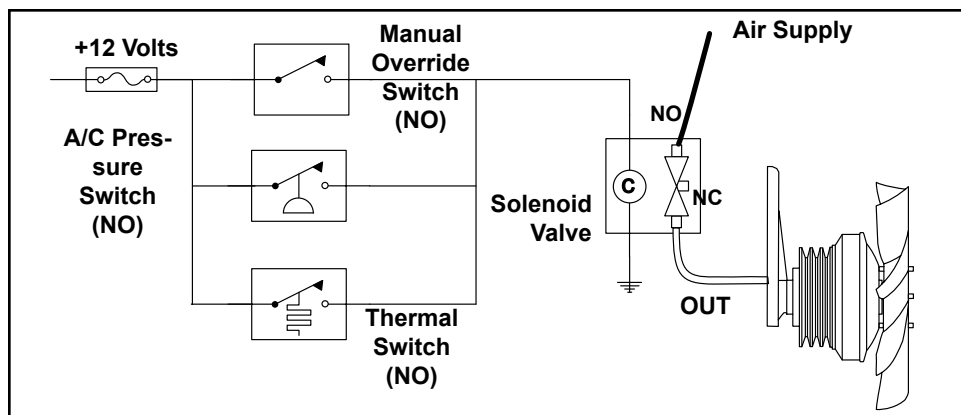 +12 Volts
Manual
Override
Switch
(NO)
Air Supply
A/C Pres-
sure
Switch
(NO)
NO
C
NC
Solenoid
Valve
OUT
Thermal
Switch
(NO)